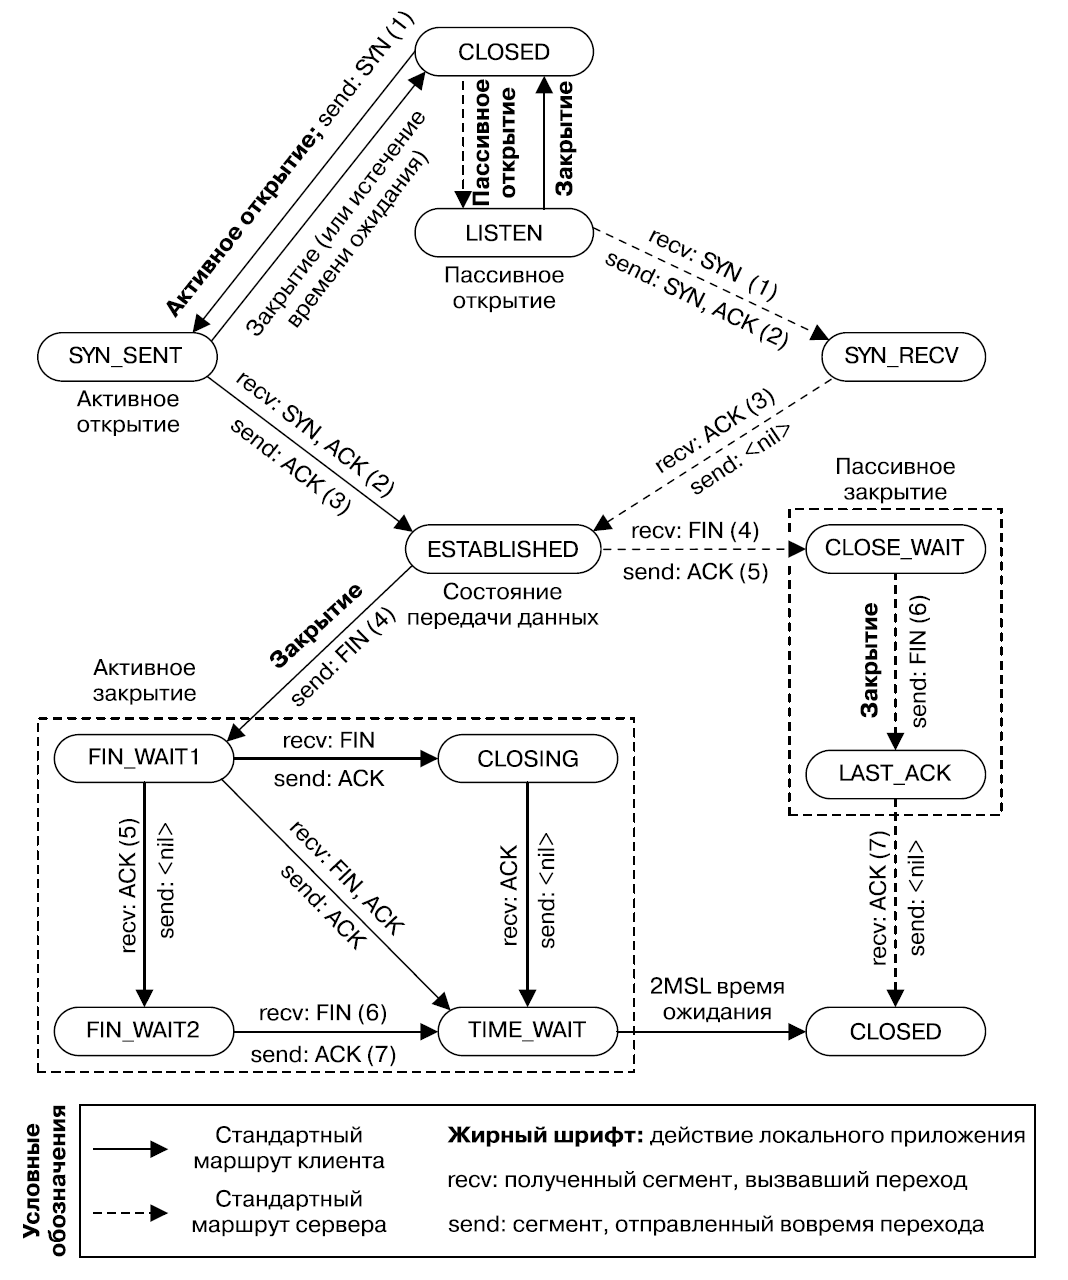 CLOSED
Активное открытие; send: SYN (1)
Закрытие (или истечение
времени ожидания)
Пассивное
открытие
Закрытие
LISTEN
Пассивное
открытие
recv: SYN (1)
send: SYN, ACK (2)
SYN_SENT
Активное
открытие
SYN_RECV
recv: SYN, ACK (2)
send: ACK (3)
recv: ACK (3)
send: <nil>
ESTABLISHED
Состояние
передачи данных
recv: FIN (4)
send: ACK (5)
Пассивное
закрытие
CLOSE_WAIT
Закрытие
send: FIN (6)
LAST_ACK
recv: ACK (7)
send: <nil>
Закрытие
send: FIN (4)
Активное
закрытие
FIN_WAIT1
recv: FIN
send: ACK
CLOSING
recv: ACK (5)
send: <nil>
recv: FIN, ACK
send: ACK
recv: ACK
send: <nil>
FIN_WAIT2
recv: FIN (6)
send: ACK (7)
TIME_WAIT
2MSL время
ожидания
CLOSED
Условные
обозначения
Стандартный
маршрут клиента
Стандартный
маршрут сервера
Жирный шрифт: действие локального приложения
recv: полученный сегмент, вызвавший переход
send: сегмент, отправленный вовремя перехода